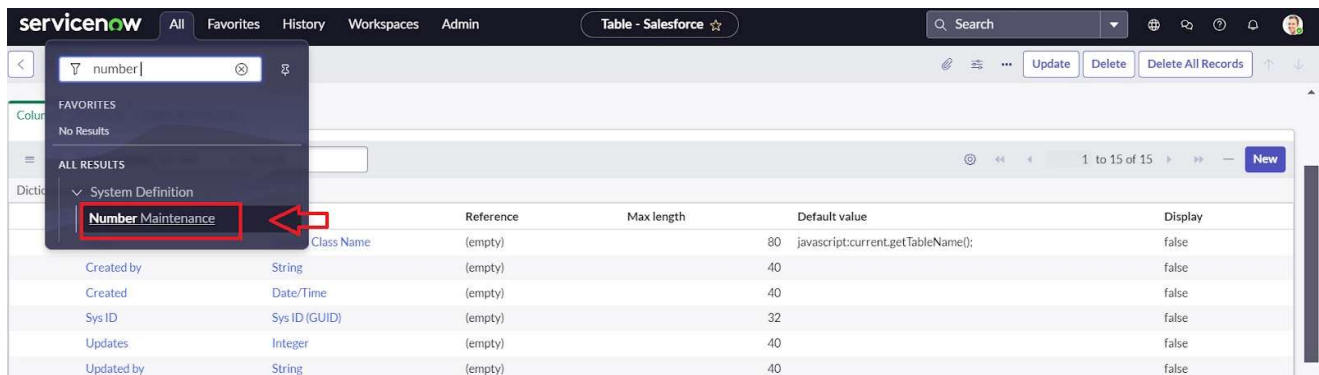 servicenow All Favorites History Workspaces Admin Table - Salesforce Search
number Update Delete Delete All Records
FAVORITES
No Results
ALL RESULTS 1 to 15 of 15 New
System Definition
Number Maintenance
Reference Max length Default value Display
Class Name (empty) 80 javascript:current.getTableName(); false
Created by String (empty) 40 false
Created Date/Time (empty) 40 false
Sys ID Sys ID (GUID) (empty) 32 false
Updates Integer (empty) 40 false
Updated by String (empty) 40 false